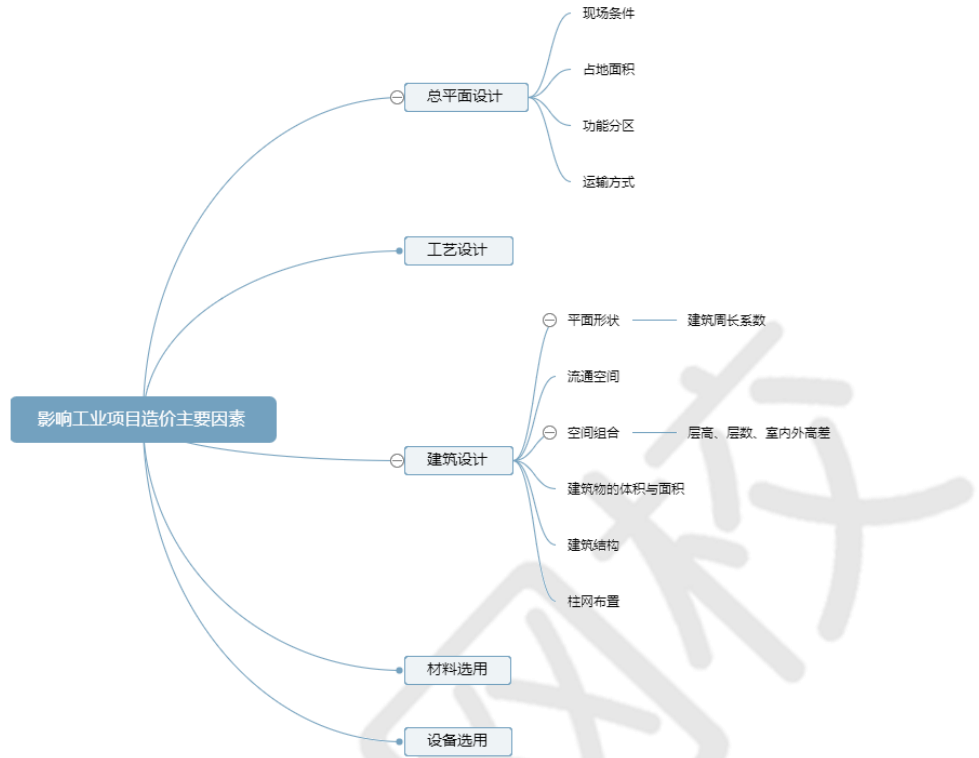 影响工业项目造价主要因素
总平面设计
现场条件
占地面积
功能分区
运输方式
工艺设计
建筑设计
平面形状
建筑周长系数
流通空间
空间组合
层高、层数、室内外高差
建筑物的体积与面积
建筑结构
柱网布置
材料选用
设备选用
网校